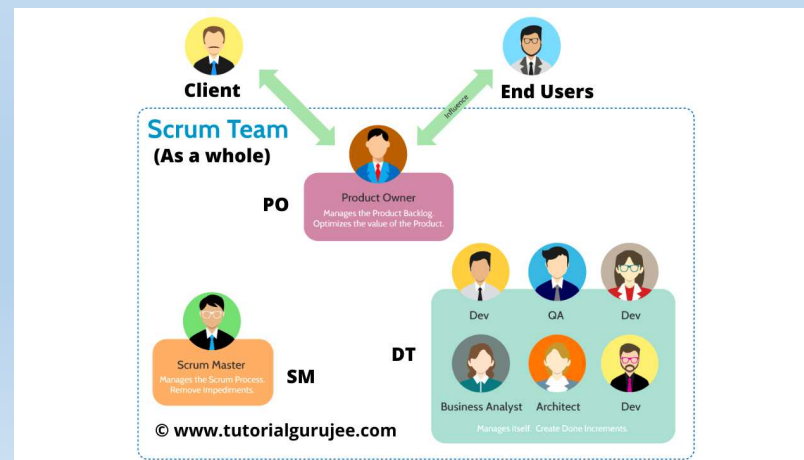 Client
End Users
Influence
Scrum Team
(As a whole)
PO
Product Owner
Manages the Product Backlog.
Optimizes the value of the Product.
Dev QA Dev
Scrum Master
Manages the Scrum Process.
Remove Impediments.
SM
DT
Business Analyst Architect Dev
Manages itself. Create Done Increments.
© www.tutorialgurujee.com